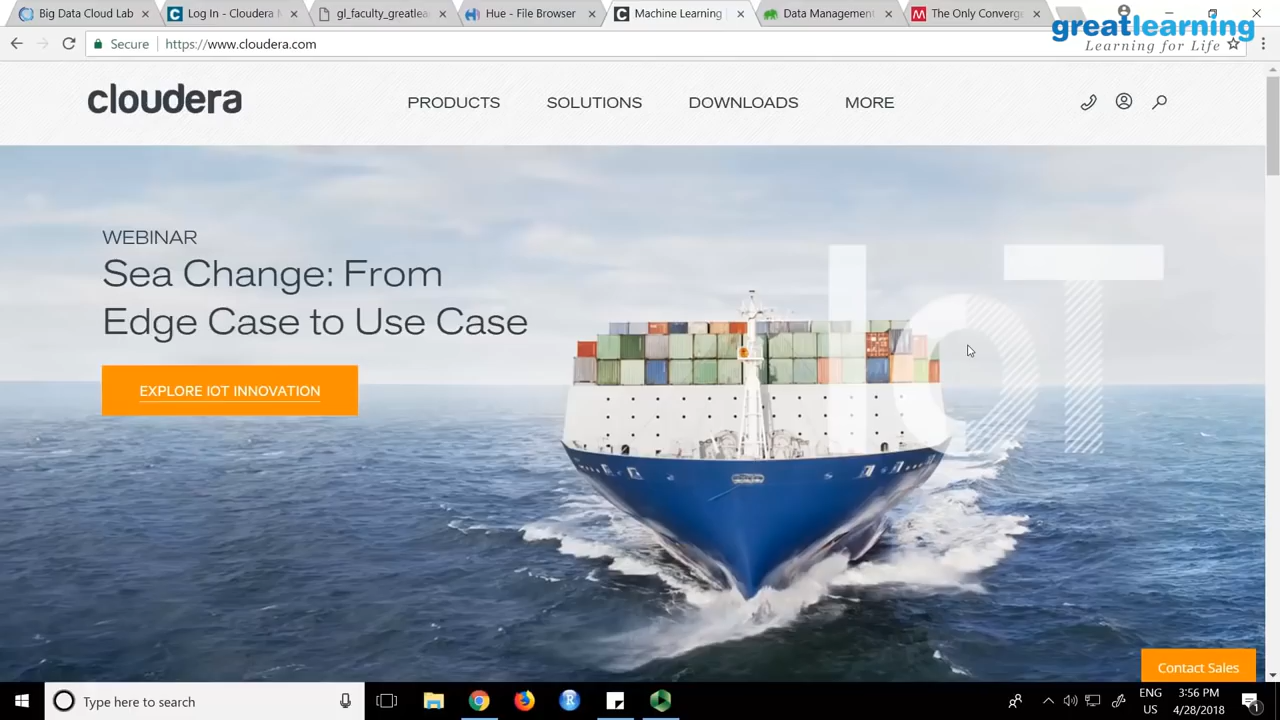 Big Data Cloud Lab
Log In - Cloudera
gl_faculty_greatlea
Hue - File Browser
Machine Learning
Data Management
The Only Converg
greatlearning
Learning for Life
Secure
https://www.cloudera.com
cloudera
PRODUCTS
SOLUTIONS
DOWNLOADS
MORE
WEBINAR
Sea Change: From
Edge Case to Use Case
EXPLORE IOT INNOVATION
IoT
Contact Sales
Type here to search
ENG
US
3:56 PM
4/28/2018
1